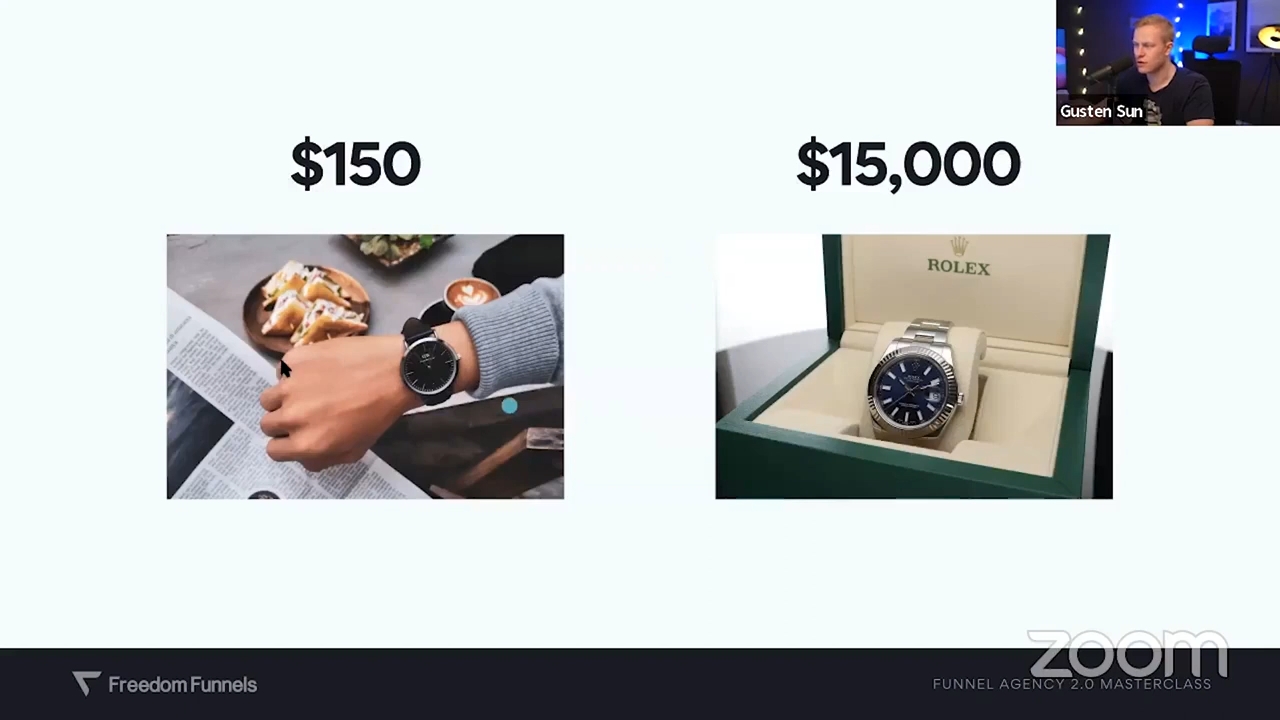 Gusten Sun
$150
$15,000
ROLEX
zoom
Freedom Funnels
FUNNEL AGENCY 2.0 MASTERCLASS